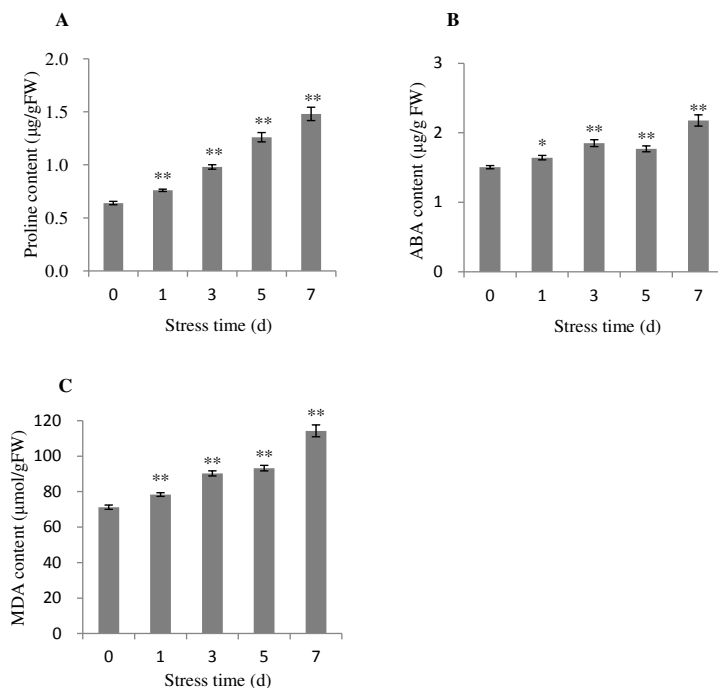 A
Proline content (μg/gFW)
2.0
1.5
1.0
0.5
0.0
**
**
**
**
0 1 3 5 7
Stress time (d)
B
ABA content (μg/g FW)
3
2
1
0
*
**
**
**
0 1 3 5 7
Stress time (d)
C
MDA content (μmol/gFW)
120
100
80
60
40
20
0
**
**
**
**
0 1 3 5 7
Stress time (d)